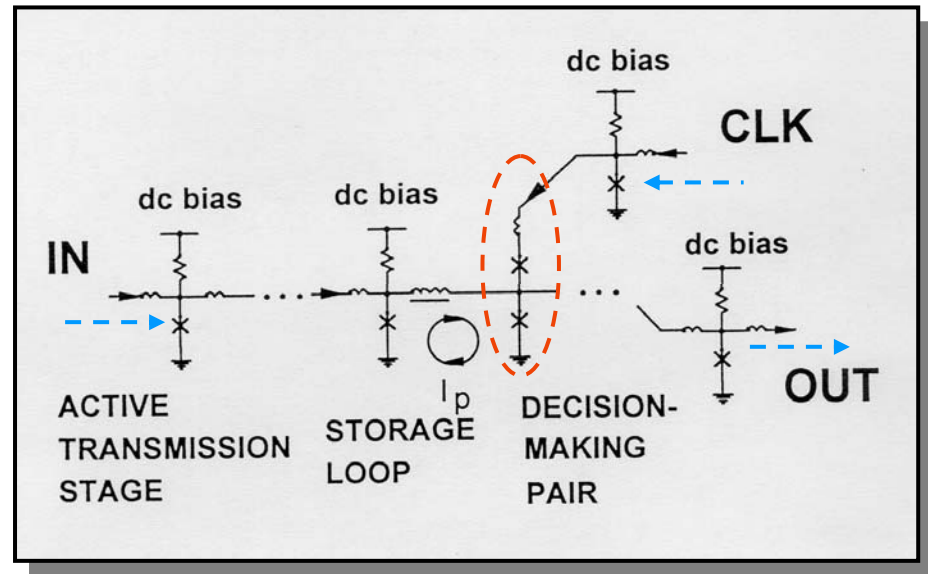 dc bias
CLK
dc bias
dc bias
dc bias
IN
OUT
Ip
ACTIVE
TRANSMISSION
STAGE
STORAGE
LOOP
DECISION-
MAKING
PAIR